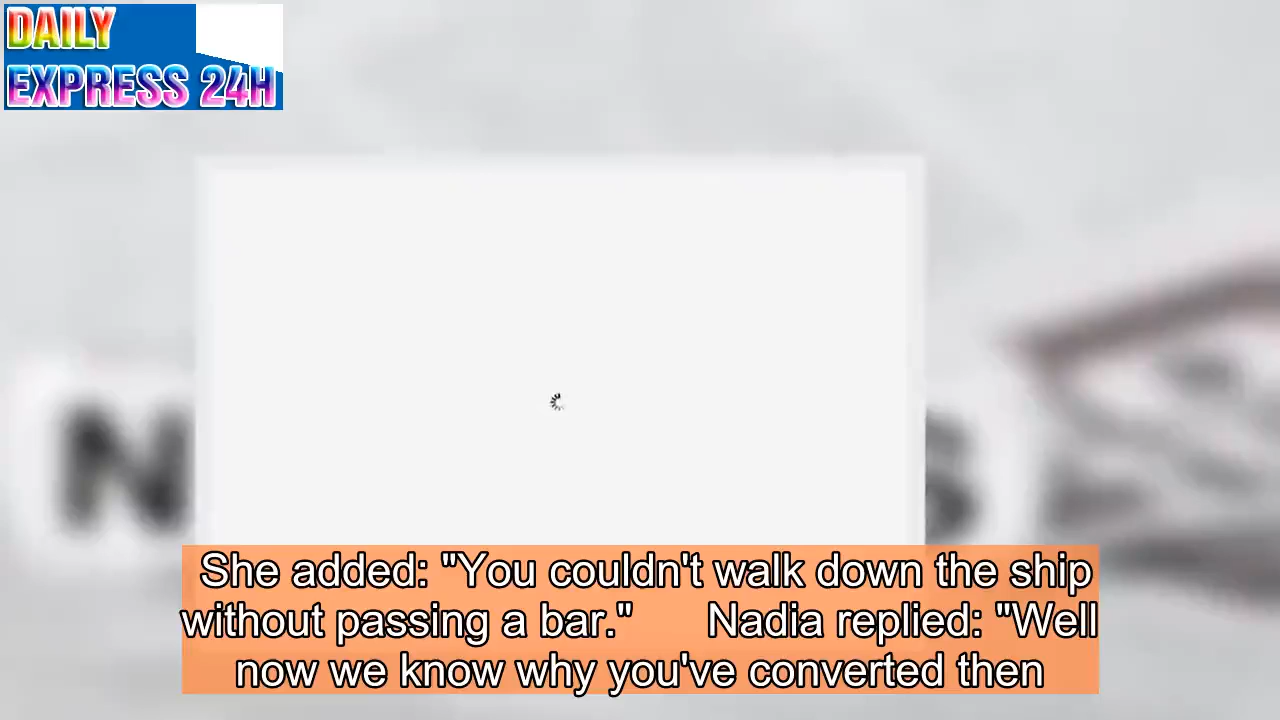 DAILY
EXPRESS 24H
N S
She added: "You couldn't walk down the ship
without passing a bar." Nadia replied: "Well
now we know why you've converted then